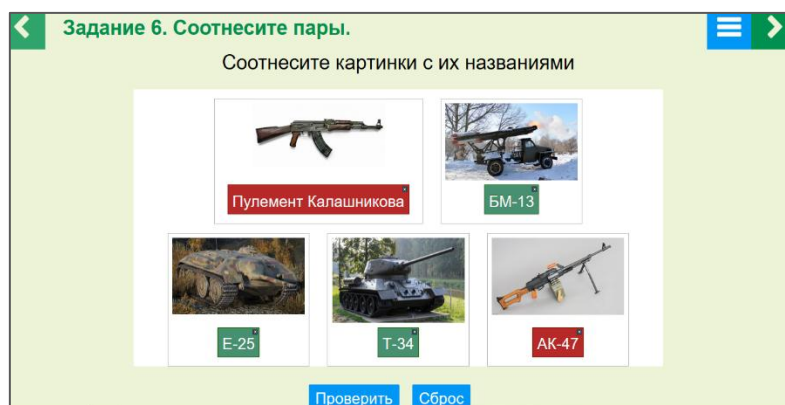 Задание 6. Соотнесите пары.
Соотнесите картинки с их названиями
Пулемент Калашникова
БМ-13
Е-25
Т-34
АК-47
Проверить Сброс